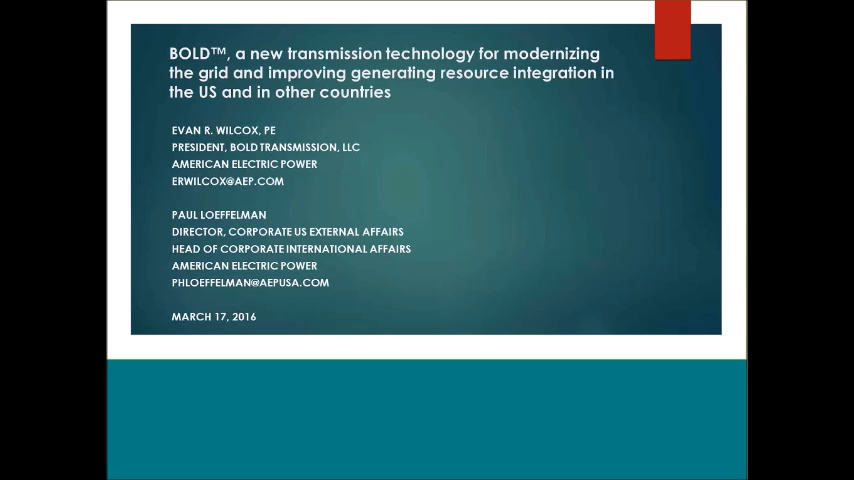 BOLD™, a new transmission technology for modernizing
the grid and improving generating resource integration in
the US and in other countries
EVAN R. WILCOX, PE
PRESIDENT, BOLD TRANSMISSION, LLC
AMERICAN ELECTRIC POWER
ERWILCOX@AEP.COM
PAUL LOEFFELMAN
DIRECTOR, CORPORATE US EXTERNAL AFFAIRS
HEAD OF CORPORATE INTERNATIONAL AFFAIRS
AMERICAN ELECTRIC POWER
PHLOEFFELMAN@AEPUSA.COM
MARCH 17, 2016